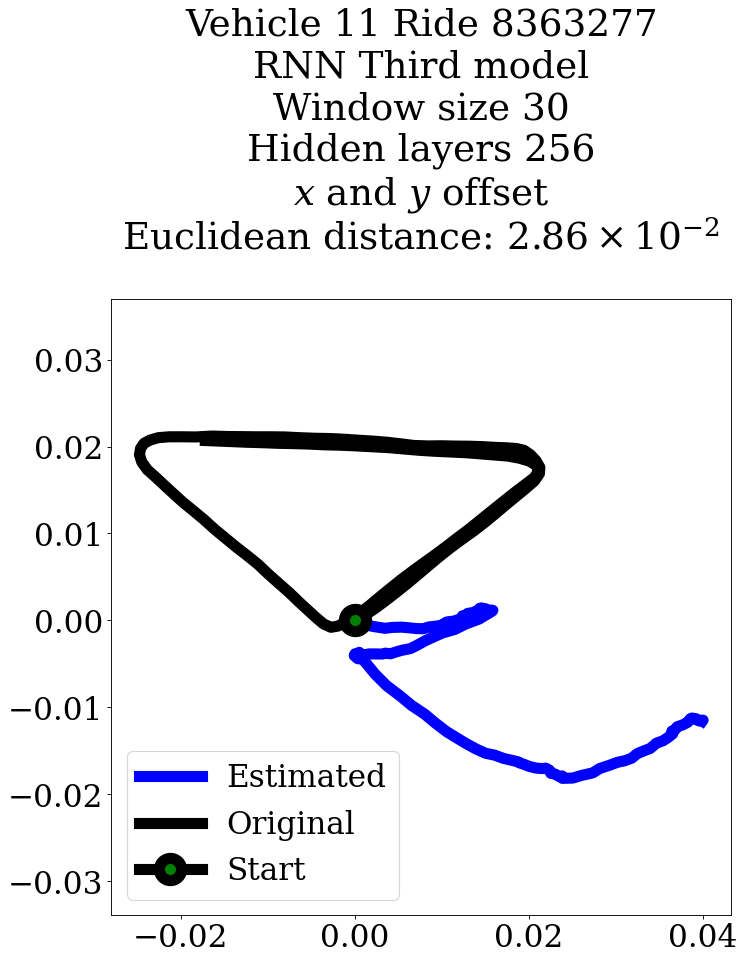 Vehicle 11 Ride 8363277
RNN Third model
Window size 30
Hidden layers 256
x and y offset
Euclidean distance: 2.86 × 10⁻²
0.03
0.02
0.01
0.00
−0.01
−0.02
−0.03
Estimated
Original
Start
−0.02 0.00 0.02 0.04